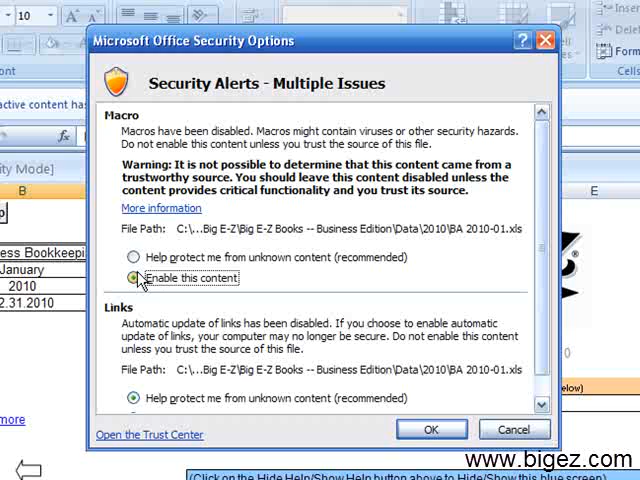 10
Insert
Delete
Form
ont
Cells
active content ha
Microsoft Office Security Options
Security Alerts - Multiple Issues
Macro
Macros have been disabled. Macros might contain viruses or other security hazards.
Do not enable this content unless you trust the source of this file.
Warning: It is not possible to determine that this content came from a
trustworthy source. You should leave this content disabled unless the
content provides critical functionality and you trust its source.
More information
File Path: C:\...Big E-Z\Big E-Z Books -- Business Edition\Data\2010\BA 2010-01.xls
Help protect me from unknown content (recommended)
Enable this content
Links
Automatic update of links has been disabled. If you choose to enable automatic
update of links, your computer may no longer be secure. Do not enable this content
unless you trust the source of this file.
File Path: C:\...Big E-Z\Big E-Z Books -- Business Edition\Data\2010\BA 2010-01.xls
Help protect me from unknown content (recommended)
Open the Trust Center
OK
Cancel
fx
ity Mode]
B
E
p
ess Bookkeepi
January
2010
2.31.2010
more
0
elow)
www.bigez.com
(Click on the Hide Help/Show Help button above to Hide/Show this blue screen)